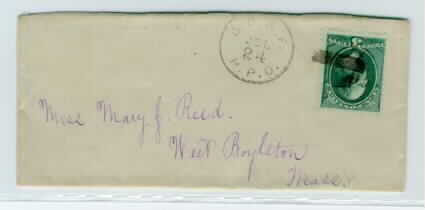 24
R.P.O.
Miss Mary J. Reed.
West Boylston
Mass.